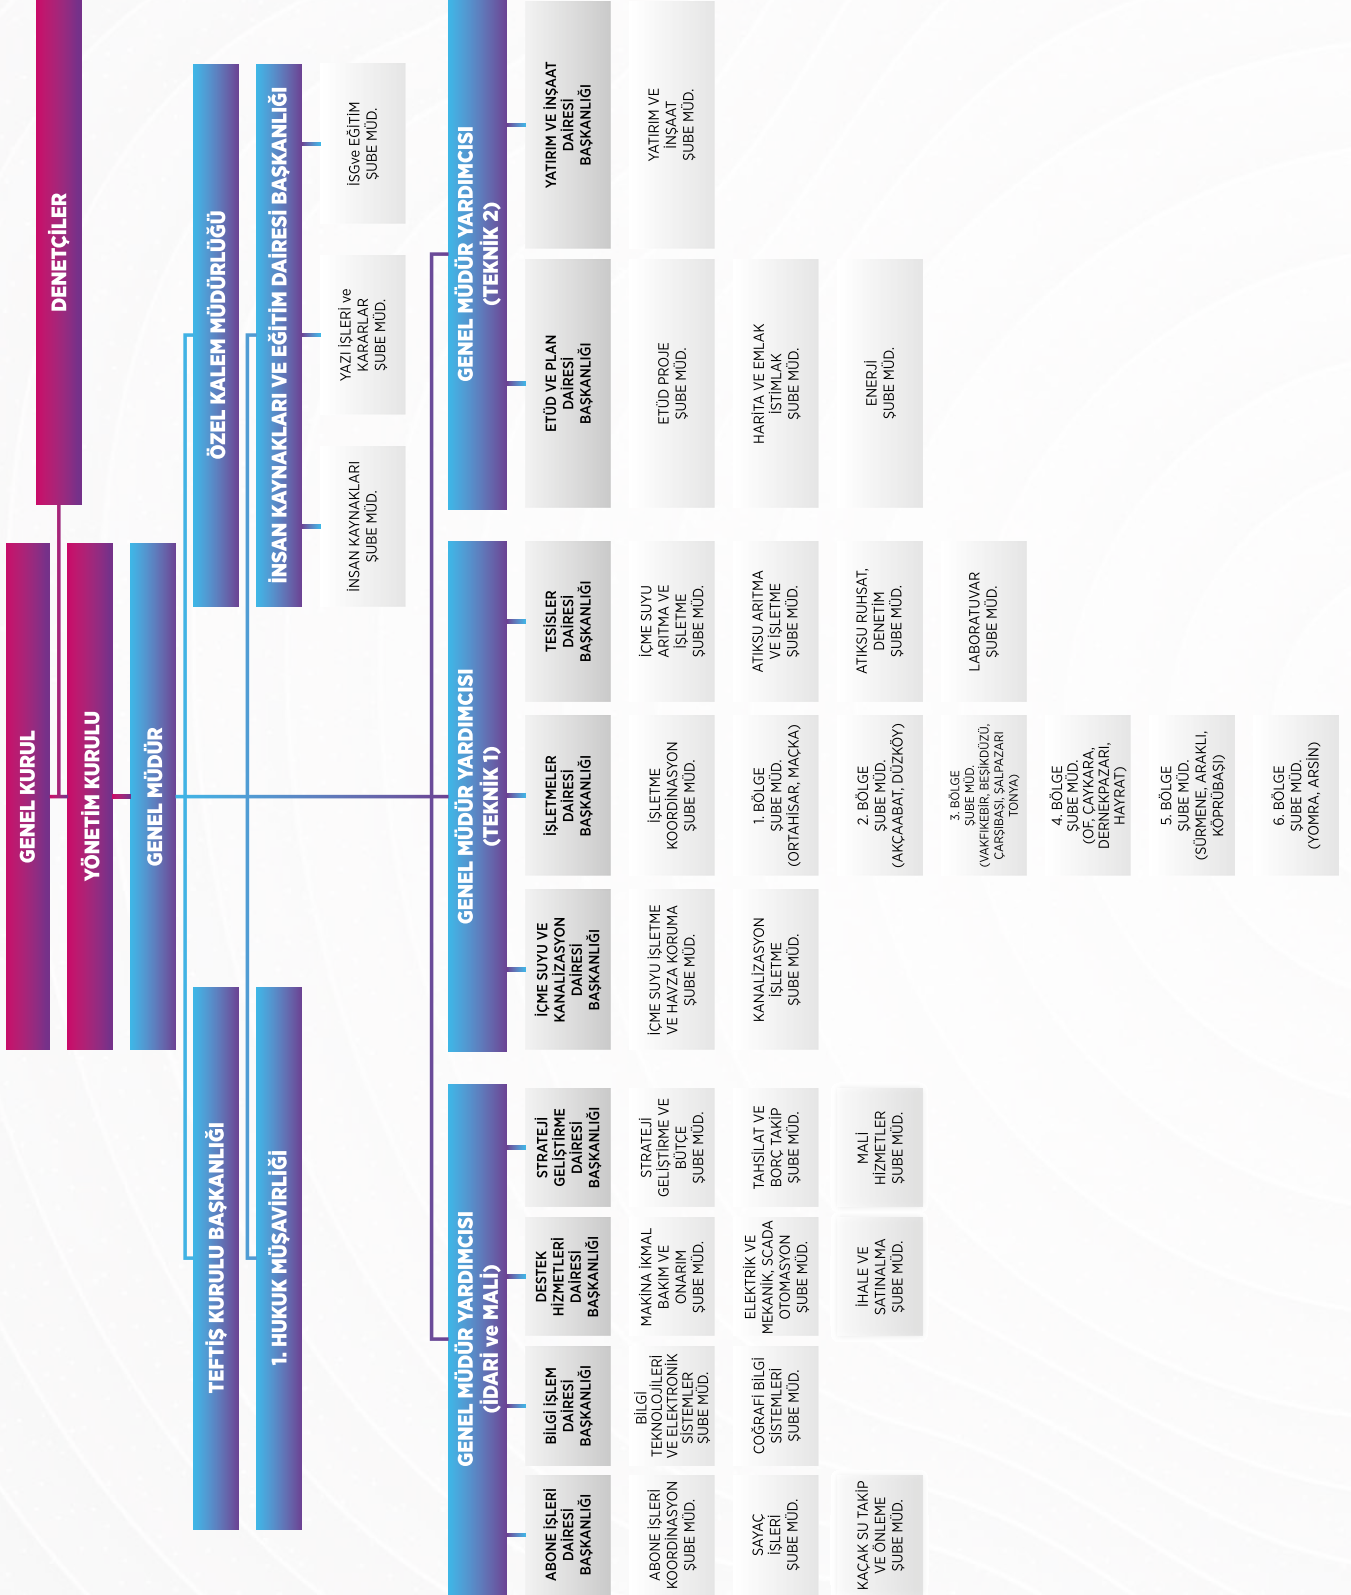 GENEL KURUL
DENETÇİLER
YÖNETİM KURULU
GENEL MÜDÜR
TEFTİŞ KURULU BAŞKANLIĞI
ÖZEL KALEM MÜDÜRLÜĞÜ
1. HUKUK MÜŞAVİRLİĞİ
İNSAN KAYNAKLARI VE EĞİTİM DAİRESİ BAŞKANLIĞI
İNSAN KAYNAKLARI
ŞUBE MÜD.
YAZI İŞLERİ ve
KARARLAR
ŞUBE MÜD.
İSGve EĞİTİM
ŞUBE MÜD.
GENEL MÜDÜR YARDIMCISI
(İDARİ ve MALİ)
ABONE İŞLERİ
DAİRESİ
BAŞKANLIĞI
ABONE İŞLERİ
KOORDİNASYON
ŞUBE MÜD.
SAYAÇ
İŞLERİ
ŞUBE MÜD.
KAÇAK SU TAKİP
VE ÖNLEME
ŞUBE MÜD.
BİLGİ İŞLEM
DAİRESİ
BAŞKANLIĞI
BİLGİ
TEKNOLOJİLERİ
VE ELEKTRONİK
SİSTEMLER
ŞUBE MÜD.
COĞRAFİ BİLGİ
SİSTEMLERİ
ŞUBE MÜD.
DESTEK
HİZMETLERİ
DAİRESİ
BAŞKANLIĞI
MAKİNA İKMAL
BAKIM VE
ONARIM
ŞUBE MÜD.
ELEKTRİK VE
MEKANİK, SCADA
OTOMASYON
ŞUBE MÜD.
İHALE VE
SATINALMA
ŞUBE MÜD.
STRATEJİ
GELİŞTİRME
DAİRESİ
BAŞKANLIĞI
STRATEJİ
GELİŞTİRME VE
BÜTÇE
ŞUBE MÜD.
TAHSİLAT VE
BORÇ TAKİP
ŞUBE MÜD.
MALİ
HİZMETLER
ŞUBE MÜD.
GENEL MÜDÜR YARDIMCISI
(TEKNİK 1)
İÇME SUYU VE
KANALİZASYON
DAİRESİ
BAŞKANLIĞI
İÇME SUYU İŞLETME
VE HAVZA KORUMA
ŞUBE MÜD.
KANALİZASYON
İŞLETME
ŞUBE MÜD.
İŞLETMELER
DAİRESİ
BAŞKANLIĞI
İŞLETME
KOORDİNASYON
ŞUBE MÜD.
1. BÖLGE
ŞUBE MÜD.
(ORTAHİSAR, MAÇKA)
2. BÖLGE
ŞUBE MÜD.
(AKÇAABAT, DÜZKÖY)
3. BÖLGE
ŞUBE MÜD.
(VAKFIKEBİR, BEŞİKDÜZÜ,
ÇARŞIBAŞI, ŞALPAZARI
TONYA)
4. BÖLGE
ŞUBE MÜD.
(OF, ÇAYKARA,
DERNEKPAZARI,
HAYRAT)
5. BÖLGE
ŞUBE MÜD.
(SÜRMENE, ARAKLI,
KÖPRÜBAŞI)
6. BÖLGE
ŞUBE MÜD.
(YOMRA, ARSİN)
TESİSLER
DAİRESİ
BAŞKANLIĞI
İÇME SUYU
ARITMA VE
İŞLETME
ŞUBE MÜD.
ATIKSU ARITMA
VE İŞLETME
ŞUBE MÜD.
ATIKSU RUHSAT,
DENETİM
ŞUBE MÜD.
LABORATUVAR
ŞUBE MÜD.
GENEL MÜDÜR YARDIMCISI
(TEKNİK 2)
ETÜD VE PLAN
DAİRESİ
BAŞKANLIĞI
ETÜD PROJE
ŞUBE MÜD.
HARİTA VE EMLAK
İSTİMLAK
ŞUBE MÜD.
ENERJİ
ŞUBE MÜD.
YATIRIM VE İNŞAAT
DAİRESİ
BAŞKANLIĞI
YATIRIM VE
İNŞAAT
ŞUBE MÜD.